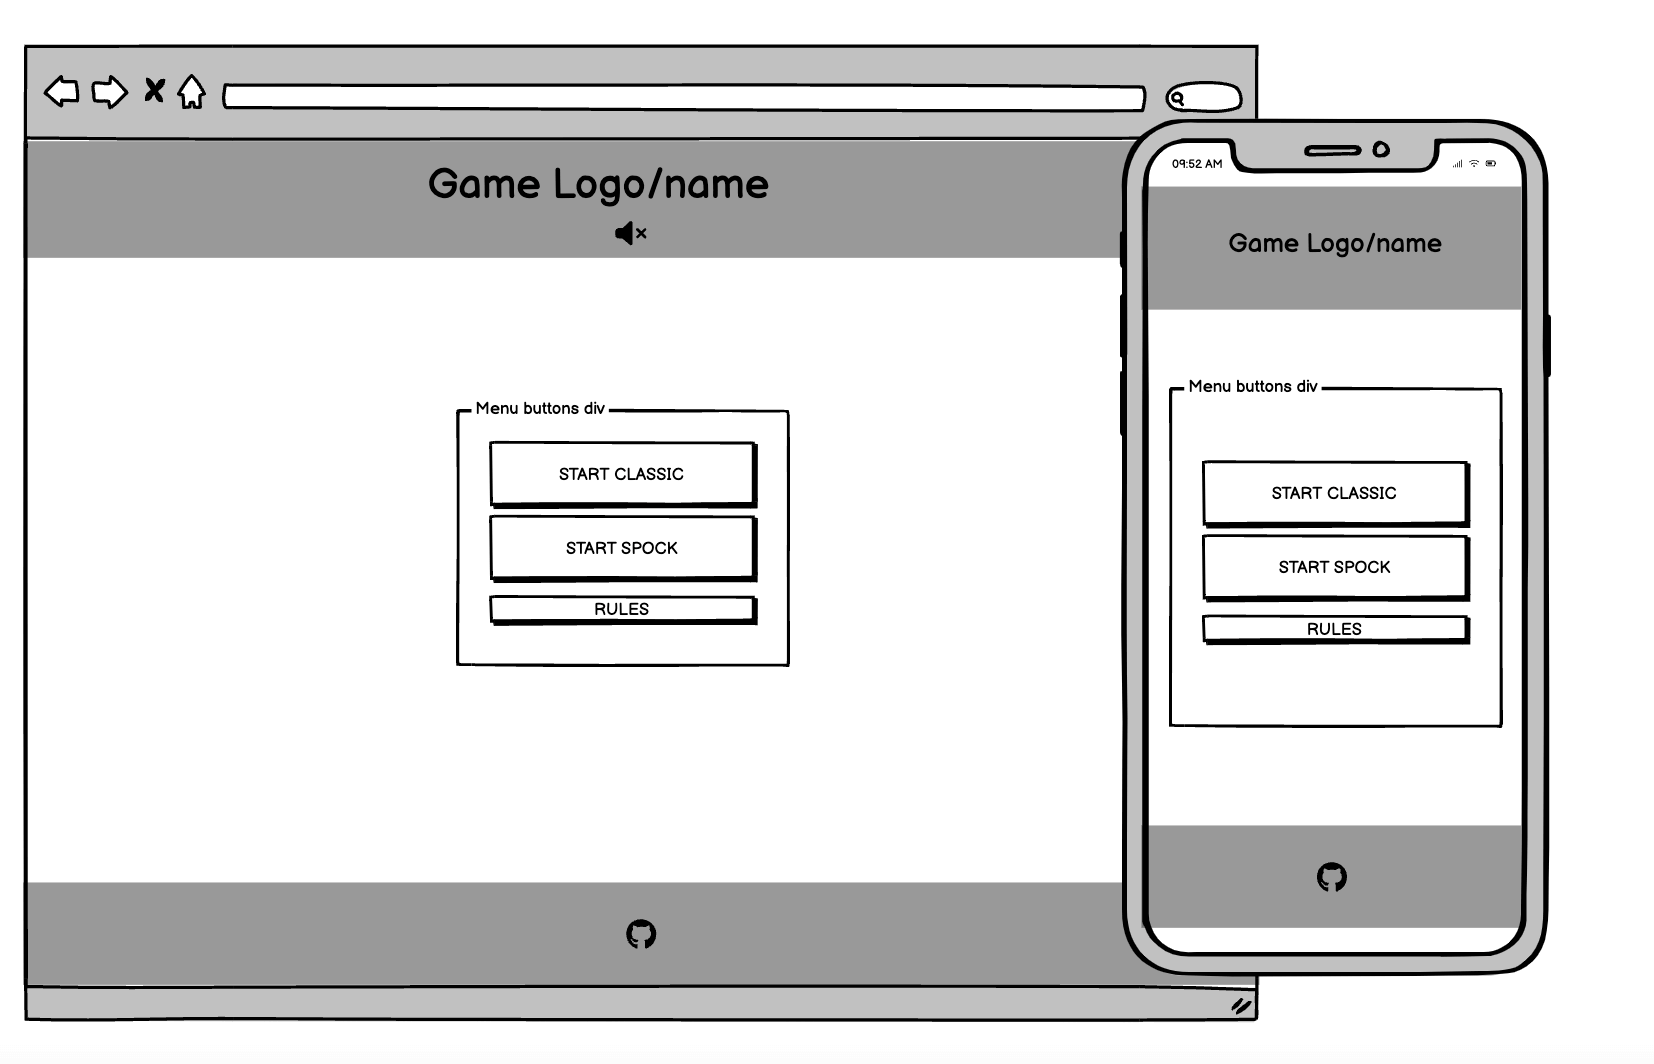 Game Logo/name
Menu buttons div
START CLASSIC
START SPOCK
RULES
09:52 AM
Game Logo/name
Menu buttons div
START CLASSIC
START SPOCK
RULES